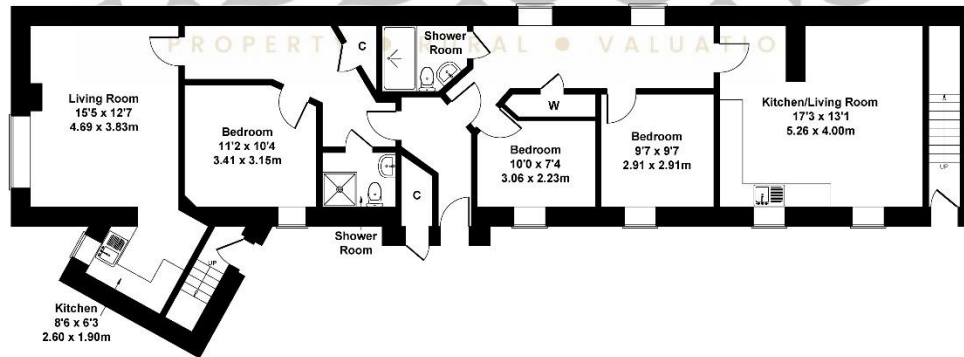 PROPERTY ● RURAL ● VALUATIO
Living Room
15'5 x 12'7
4.69 x 3.83m
C
Shower
Room
Bedroom
11'2 x 10'4
3.41 x 3.15m
W
Bedroom
10'0 x 7'4
3.06 x 2.23m
Bedroom
9'7 x 9'7
2.91 x 2.91m
Kitchen/Living Room
17'3 x 13'1
5.26 x 4.00m
UP
C
Shower
Room
UP
Kitchen
8'6 x 6'3
2.60 x 1.90m